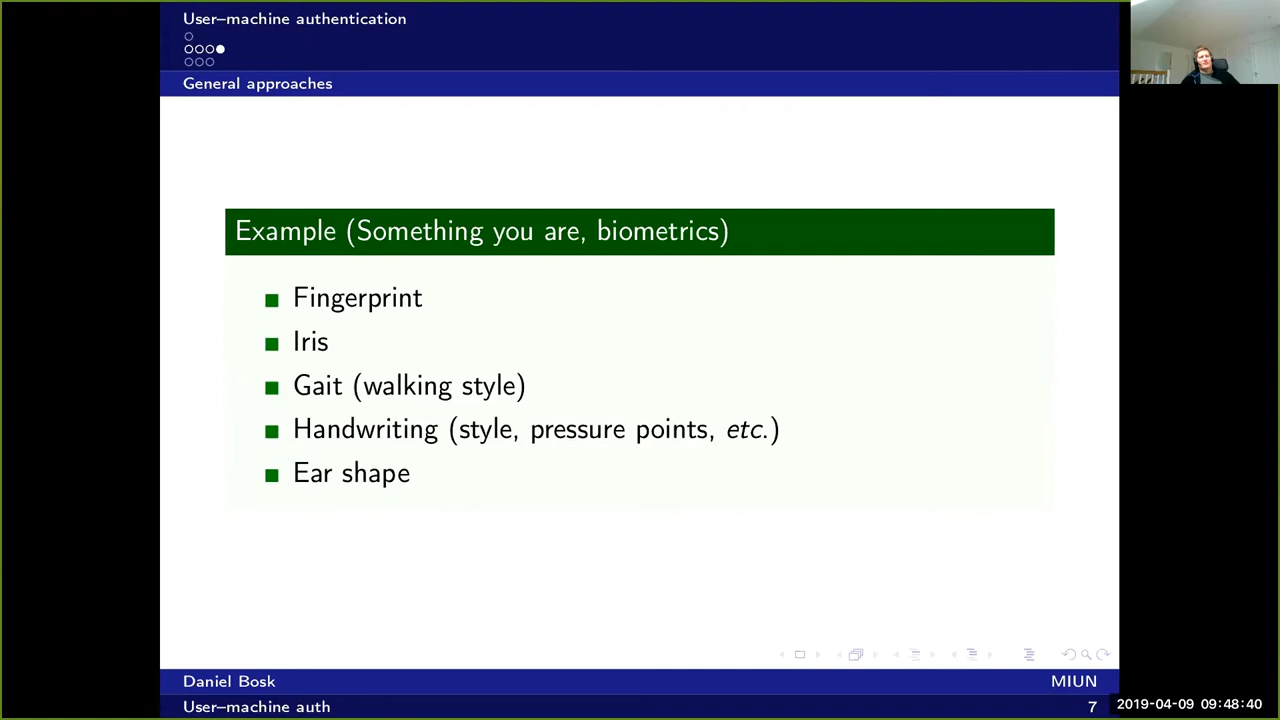 User–machine authentication
General approaches
Example (Something you are, biometrics)
Fingerprint
Iris
Gait (walking style)
Handwriting (style, pressure points, etc.)
Ear shape
Daniel Bosk
MIUN
User–machine auth
7
2019-04-09 09:48:40